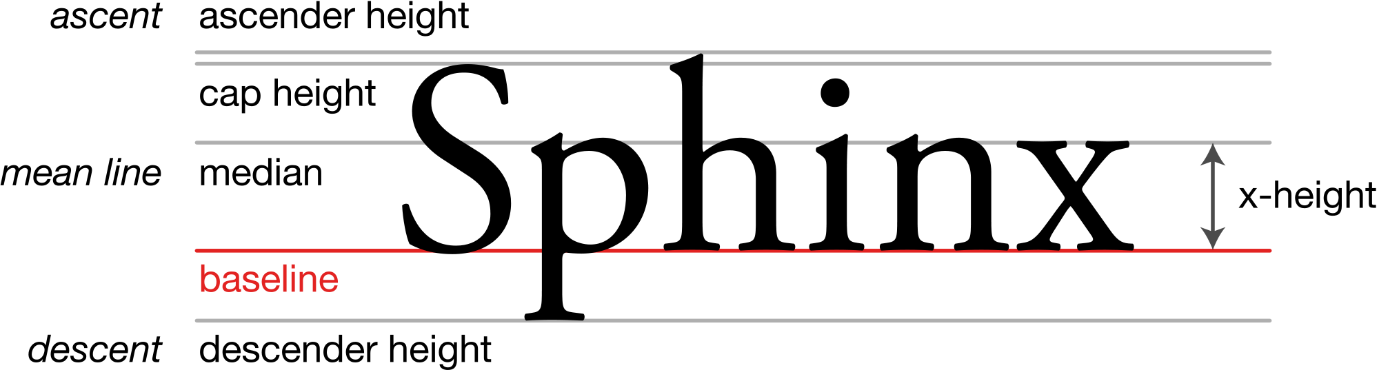 ascent ascender height
cap height
Sphinx
mean line median
x-height
baseline
descent descender height